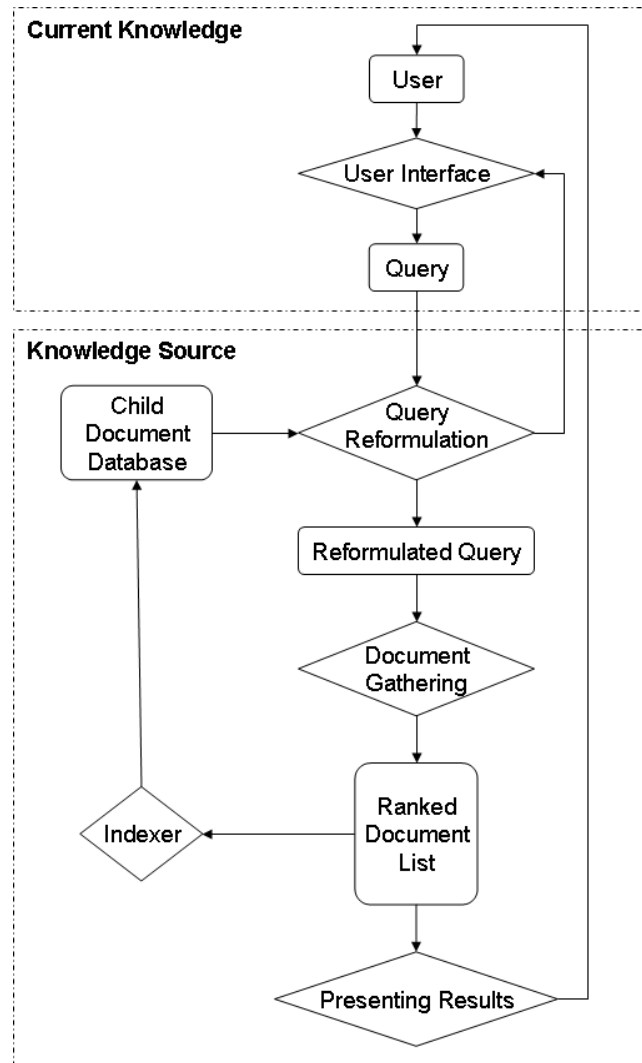 Current Knowledge
User
User Interface
Query
Knowledge Source
Child
Document
Database
Query
Reformulation
Reformulated Query
Document
Gathering
Ranked
Document
List
Indexer
Presenting Results